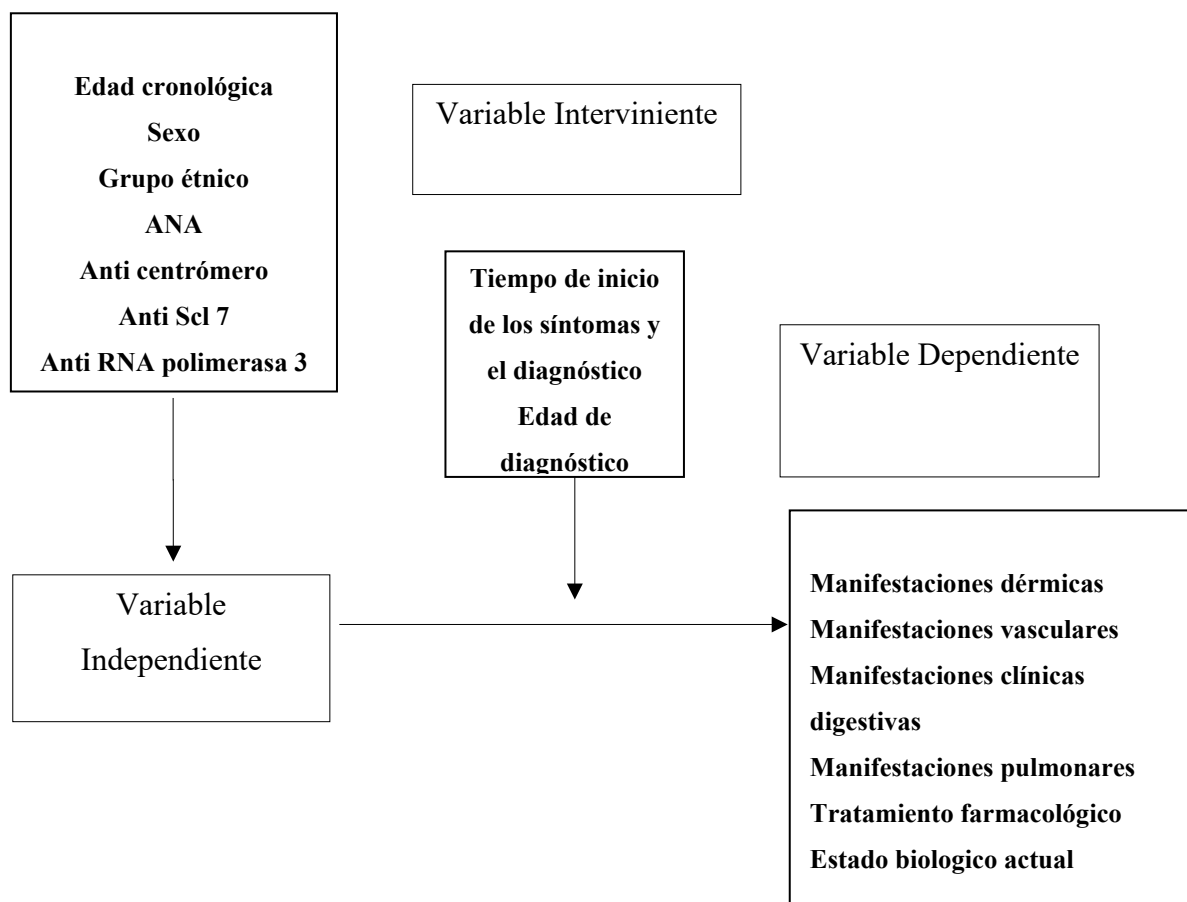 Edad cronológica
Sexo
Grupo étnico
ANA
Anti centrómero
Anti Scl 7
Anti RNA polimerasa 3
Variable Interviniente
Tiempo de inicio
de los síntomas y
el diagnóstico
Edad de
diagnóstico
Variable Dependiente
Variable
Independiente
Manifestaciones dérmicas
Manifestaciones vasculares
Manifestaciones clínicas
digestivas
Manifestaciones pulmonares
Tratamiento farmacológico
Estado biologico actual